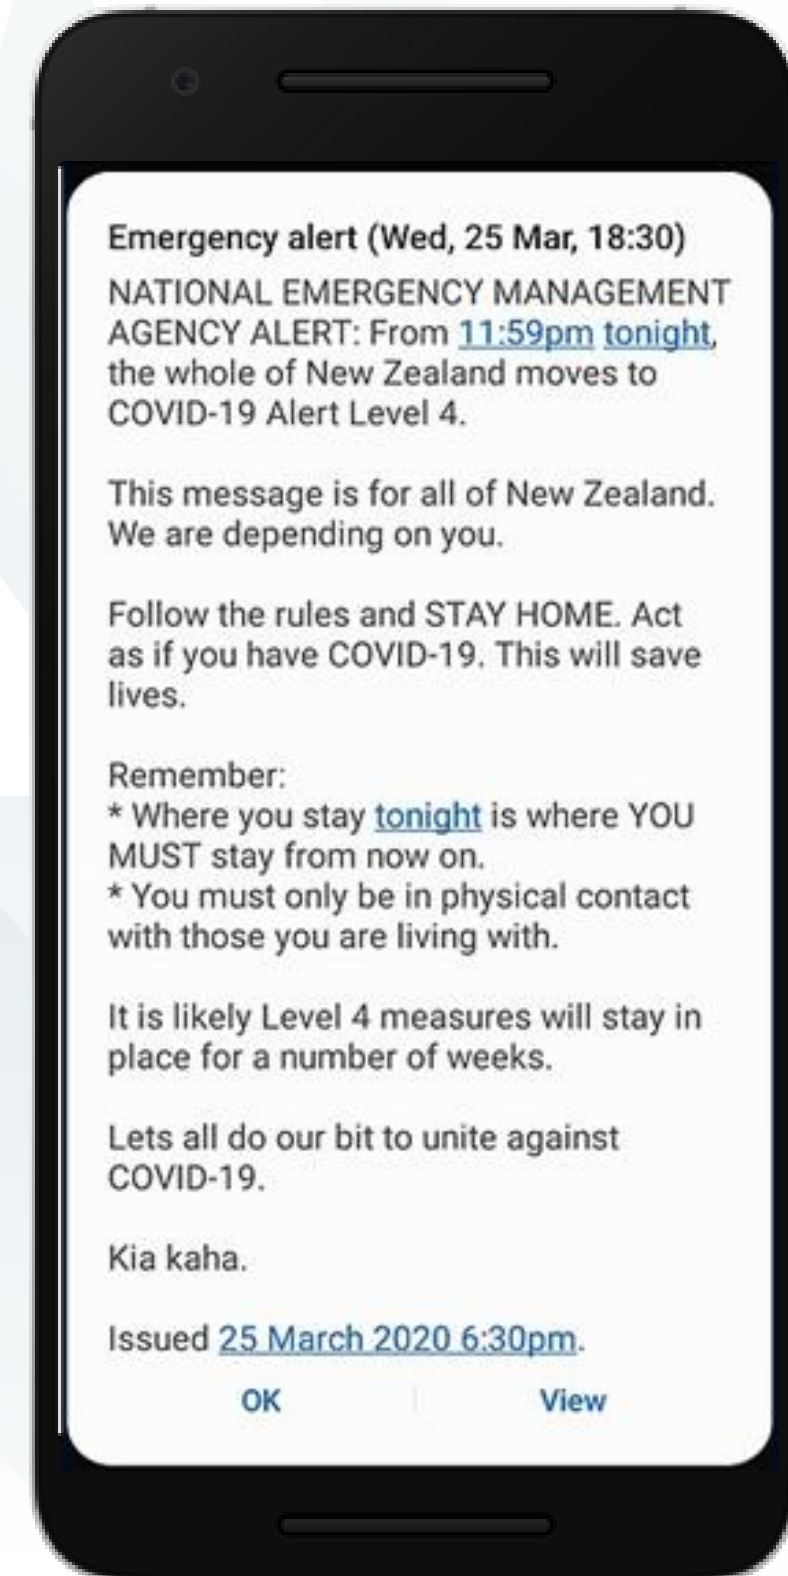 Emergency alert (Wed, 25 Mar, 18:30)
NATIONAL EMERGENCY MANAGEMENT
AGENCY ALERT: From 11:59pm tonight,
the whole of New Zealand moves to
COVID-19 Alert Level 4.
This message is for all of New Zealand.
We are depending on you.
Follow the rules and STAY HOME. Act
as if you have COVID-19. This will save
lives.
Remember:
* Where you stay tonight is where YOU
MUST stay from now on.
* You must only be in physical contact
with those you are living with.
It is likely Level 4 measures will stay in
place for a number of weeks.
Lets all do our bit to unite against
COVID-19.
Kia kaha.
Issued 25 March 2020 6:30pm.
OK View